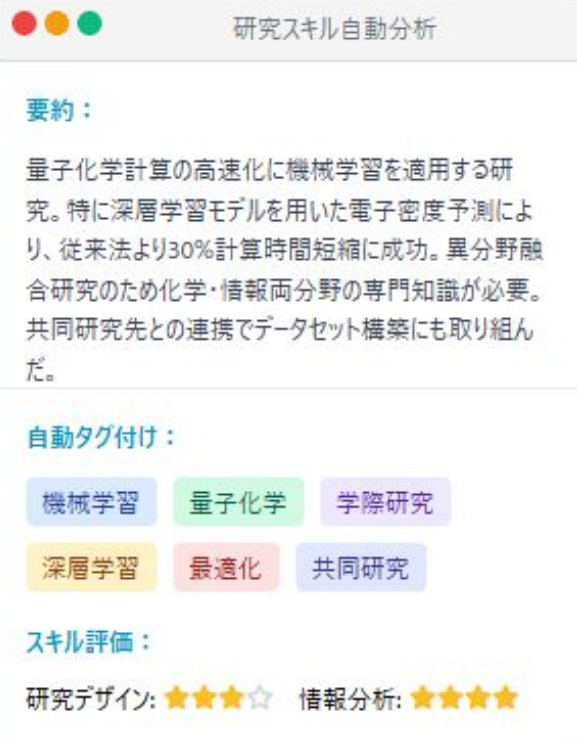 研究スキル自動分析
要約：
量子化学計算の高速化に機械学習を適用する研
究。特に深層学習モデルを用いた電子密度予測によ
り、従来法より30%計算時間短縮に成功。異分野融
合研究のため化学・情報両分野の専門知識が必要。
共同研究先との連携でデータセット構築にも取り組ん
だ。
自動タグ付け：
機械学習 量子化学 学際研究
深層学習 最適化 共同研究
スキル評価：
研究デザイン: ★★★☆ 情報分析: ★★★★